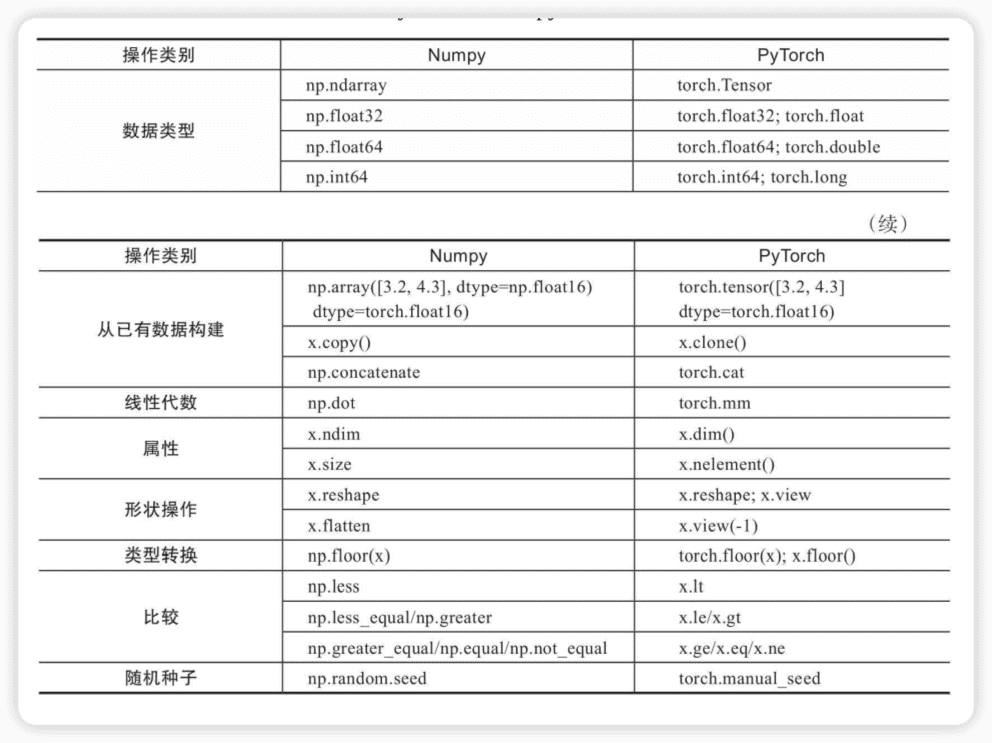 操作类别 Numpy PyTorch
np.ndarray torch.Tensor
np.float32 torch.float32; torch.float
数据类型
np.float64 torch.float64; torch.double
np.int64 torch.int64; torch.long
(续)
操作类别 Numpy PyTorch
np.array([3.2, 4.3], dtype=np.float16) torch.tensor([3.2, 4.3]
dtype=torch.float16) dtype=torch.float16)
从已有数据构建
x.copy() x.clone()
np.concatenate torch.cat
线性代数 np.dot torch.mm
x.ndim x.dim()
属性
x.size x.nelement()
x.reshape x.reshape; x.view
形状操作
x.flatten x.view(-1)
类型转换 np.floor(x) torch.floor(x); x.floor()
np.less x.lt
比较 np.less_equal/np.greater x.le/x.gt
np.greater_equal/np.equal/np.not_equal x.ge/x.eq/x.ne
随机种子 np.random.seed torch.manual_seed